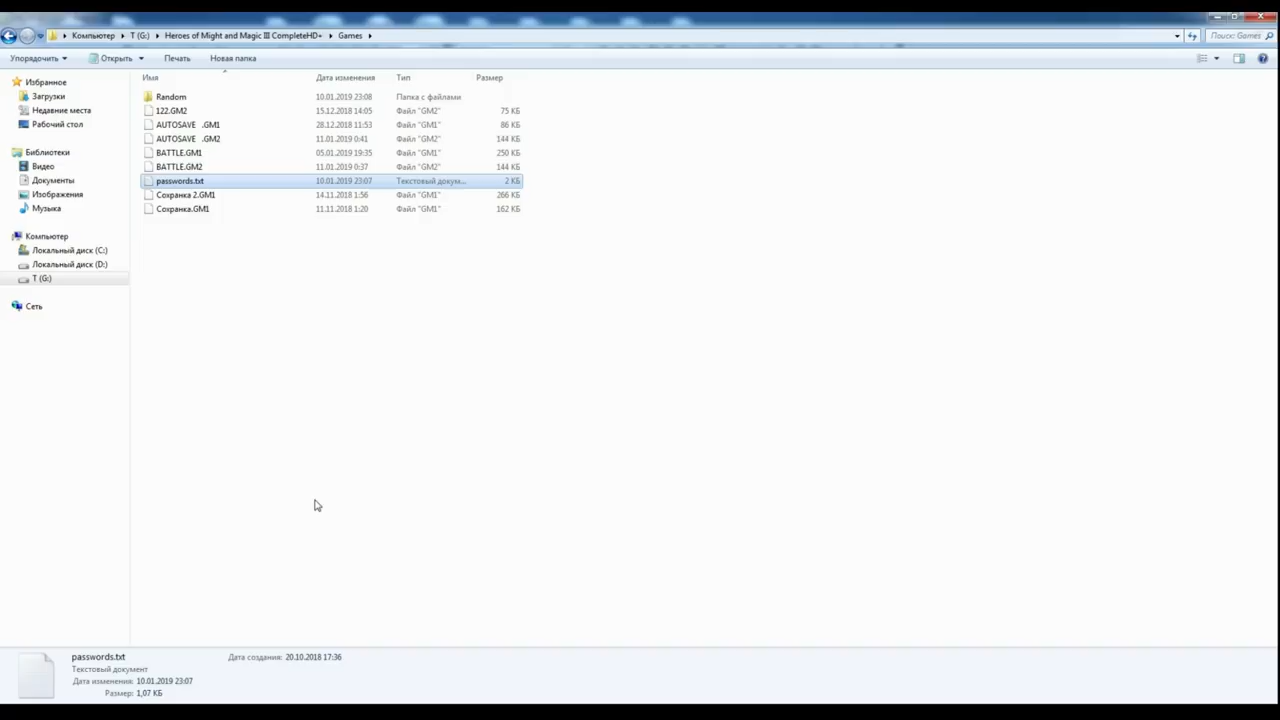 Компьютер T (G:) Heroes of Might and Magic III CompleteHD+ Games Поиск: Games
Упорядочить Открыть Печать Новая папка
Имя Дата изменения Тип Размер
Избранное
Загрузки
Недавние места
Рабочий стол
Библиотеки
Видео
Документы
Изображения
Музыка
Компьютер
Локальный диск (C:)
Локальный диск (D:)
T (G:)
Сеть
Random 10.01.2019 23:08 Папка с файлами
122.GM2 15.12.2018 14:05 Файл "GM2" 75 КБ
AUTOSAVE .GM1 28.12.2018 11:53 Файл "GM1" 86 КБ
AUTOSAVE .GM2 11.01.2019 0:41 Файл "GM2" 144 КБ
BATTLE.GM1 05.01.2019 19:35 Файл "GM1" 250 КБ
BATTLE.GM2 11.01.2019 0:37 Файл "GM2" 144 КБ
passwords.txt 10.01.2019 23:07 Текстовый докум... 2 КБ
Сохранка 2.GM1 14.11.2018 1:56 Файл "GM1" 266 КБ
Сохранка.GM1 11.11.2018 1:20 Файл "GM1" 162 КБ
passwords.txt Дата создания: 20.10.2018 17:36
Текстовый документ
Дата изменения: 10.01.2019 23:07
Размер: 1,07 КБ